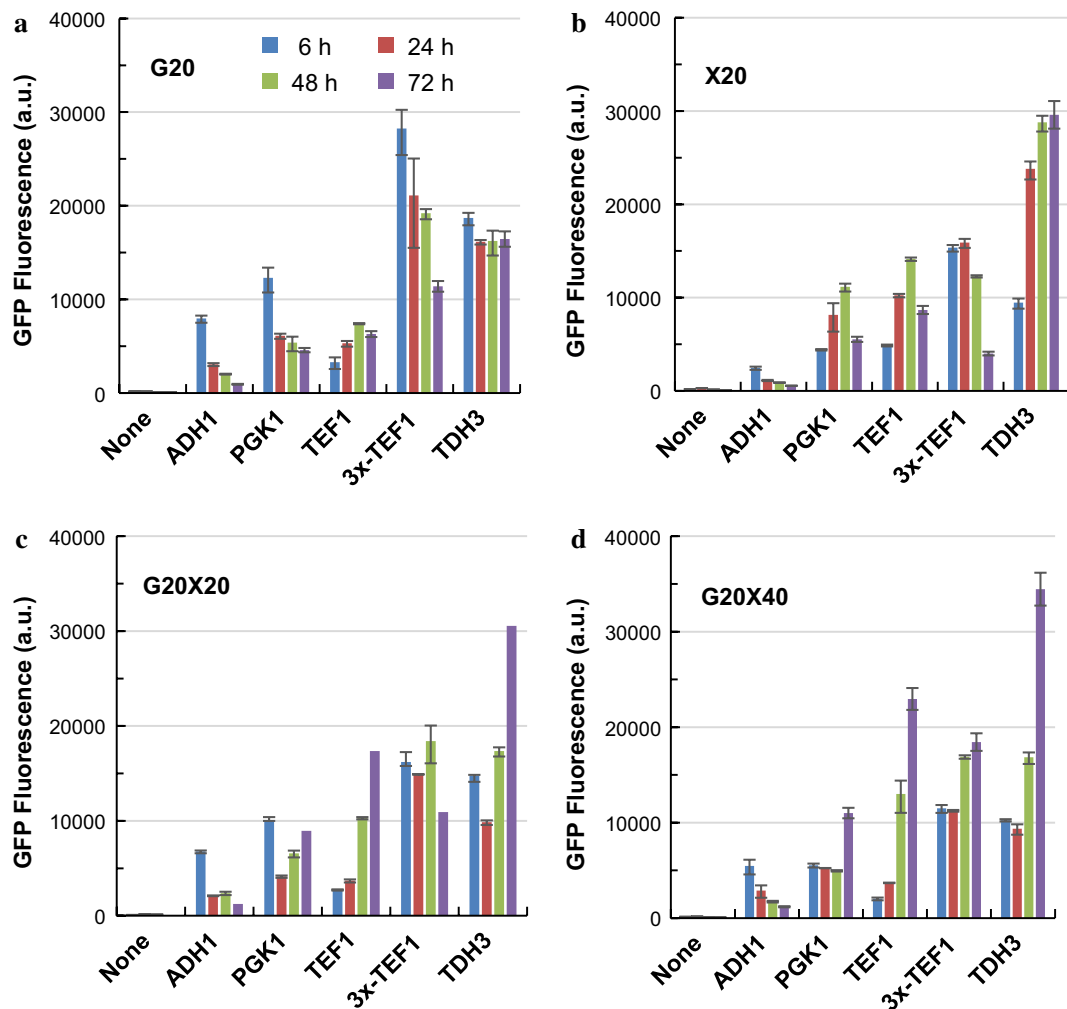 a
G20
6 h
24 h
48 h
72 h
GFP Fluorescence (a.u.)
40000
30000
20000
10000
0
None
ADH1
PGK1
TEF1
3x-TEF1
TDH3
b
X20
GFP Fluorescence (a.u.)
40000
30000
20000
10000
0
None
ADH1
PGK1
TEF1
3x-TEF1
TDH3
c
G20X20
GFP Fluorescence (a.u.)
40000
30000
20000
10000
0
None
ADH1
PGK1
TEF1
3x-TEF1
TDH3
d
G20X40
GFP Fluorescence (a.u.)
40000
30000
20000
10000
0
None
ADH1
PGK1
TEF1
3x-TEF1
TDH3